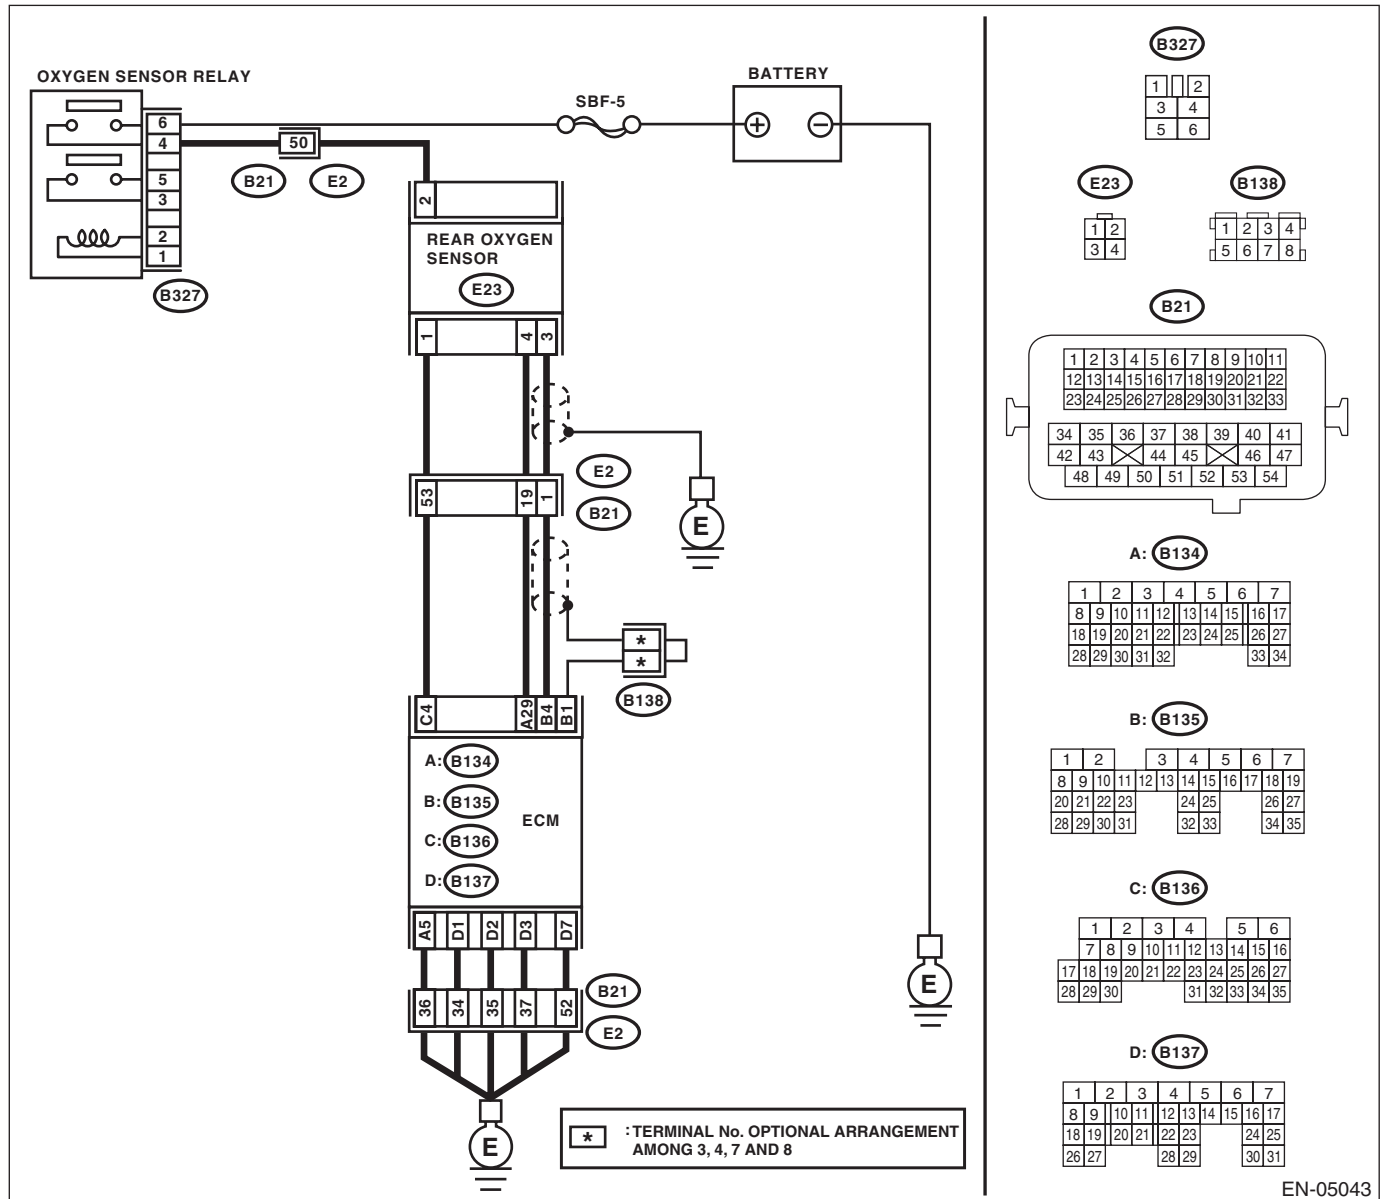 OXYGEN SENSOR RELAY
BATTERY
SBF-5
6
4
5
3
2
1
50
B21
E2
B327
2
REAR OXYGEN
SENSOR
E23
1 4 3
E2
53 19 1
B21
E
*
*
B138
C4 A29 B4 B1
A: B134
B: B135
ECM
C: B136
D: B137
A5 D1 D2 D3 D7
B21
36 34 35 37 52
E2
E
E
* : TERMINAL No. OPTIONAL ARRANGEMENT
AMONG 3, 4, 7 AND 8
B327
1 2
3 4
5 6
E23
1 2
3 4
B138
1 2 3 4
5 6 7 8
B21
1 2 3 4 5 6 7 8 9 10 11
12 13 14 15 16 17 18 19 20 21 22
23 24 25 26 27 28 29 30 31 32 33
34 35 36 37 38 39 40 41
42 43 44 45 46 47
48 49 50 51 52 53 54
A: B134
1 2 3 4 5 6 7
8 9 10 11 12 13 14 15 16 17
18 19 20 21 22 23 24 25 26 27
28 29 30 31 32 33 34
B: B135
1 2 3 4 5 6 7
8 9 10 11 12 13 14 15 16 17 18 19
20 21 22 23 24 25 26 27
28 29 30 31 32 33 34 35
C: B136
1 2 3 4 5 6
7 8 9 10 11 12 13 14 15 16
17 18 19 20 21 22 23 24 25 26 27
28 29 30 31 32 33 34 35
D: B137
1 2 3 4 5 6 7
8 9 10 11 12 13 14 15 16 17
18 19 20 21 22 23 24 25
26 27 28 29 30 31
EN-05043